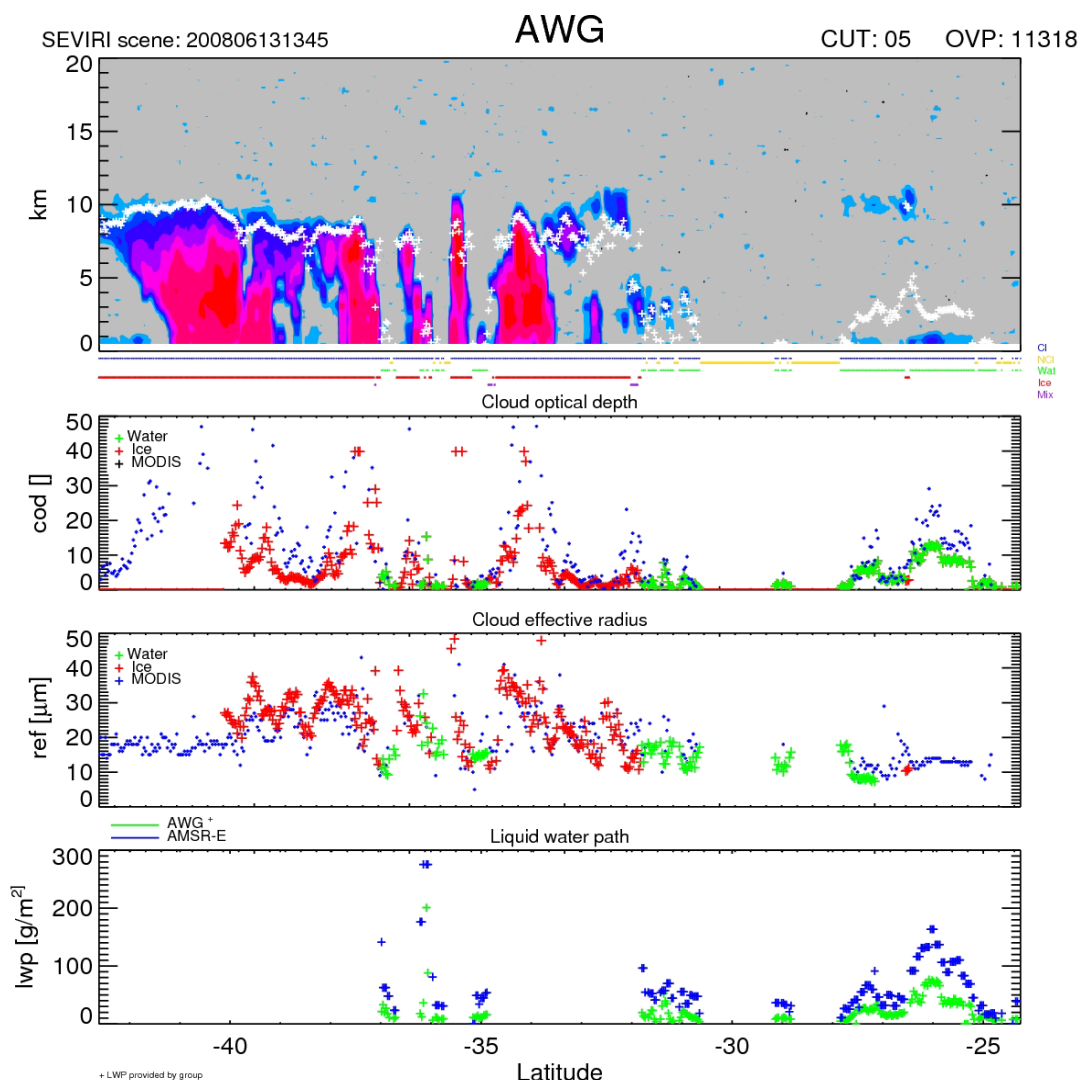 AWG
SEVIRI scene: 200806131345
CUT: 05 OVP: 11318
20
15
10
5
0
km
CI
NCI
Wat
Ice
Mix
Cloud optical depth
50
40
30
20
10
0
cod []
Water
Ice
MODIS
Cloud effective radius
50
40
30
20
10
0
ref [μm]
Water
Ice
MODIS
AWG +
AMSR-E
Liquid water path
300
200
100
0
lwp [g/m²]
-40 -35 -30 -25
Latitude
+ LWP provided by group